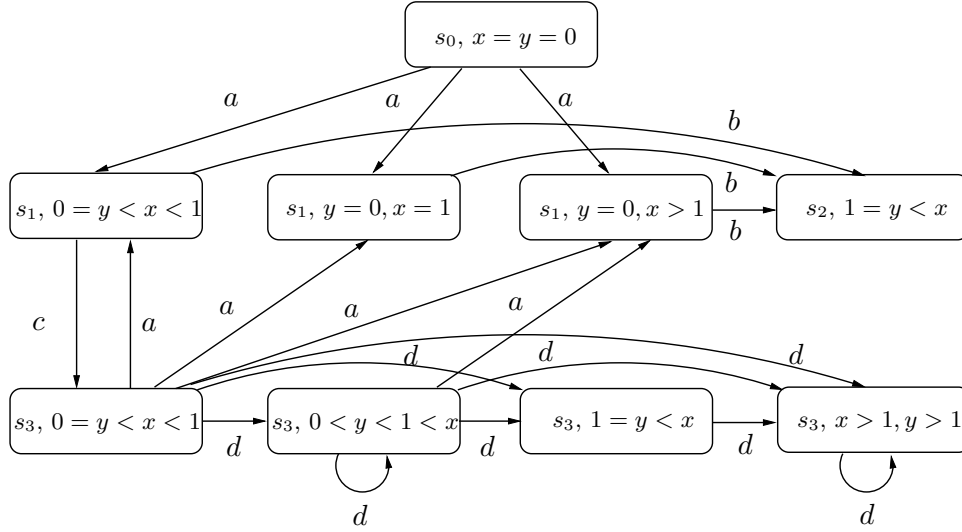 s₀, x = y = 0
a a a
b
s₁, 0 = y < x < 1 s₁, y = 0, x = 1 s₁, y = 0, x > 1 b s₂, 1 = y < x
b
c a a a a
d d d
s₃, 0 = y < x < 1 s₃, 0 < y < 1 < x s₃, 1 = y < x s₃, x > 1, y > 1
d d d
d d